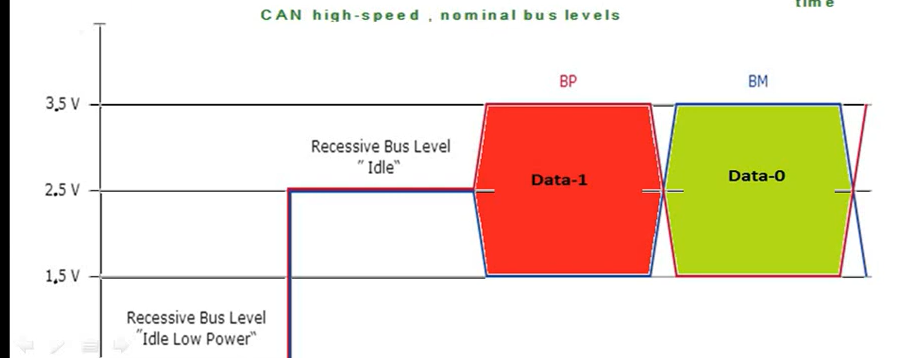 time
CAN high-speed , nominal bus levels
BP
BM
3,5 V
Recessive Bus Level
" Idle"
Data-1
Data-0
2,5 V
1,5 V
Recessive Bus Level
"Idle Low Power"